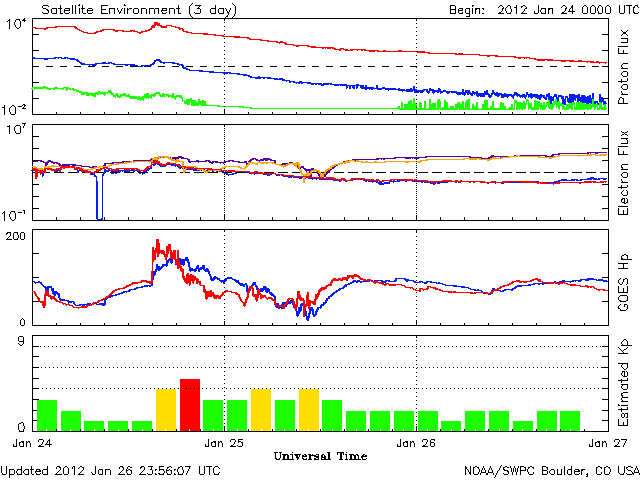 Satellite Environment (3 day) Begin: 2012 Jan 24 0000 UTC
10^4
10^-2
Proton Flux
10^7
10^-1
Electron Flux
200
100
0
GOES Hp
9
0
Estimated Kp
Jan 24 Jan 25 Jan 26 Jan 27
Universal Time
Updated 2012 Jan 26 23:56:07 UTC NOAA/SWPC Boulder, CO USA